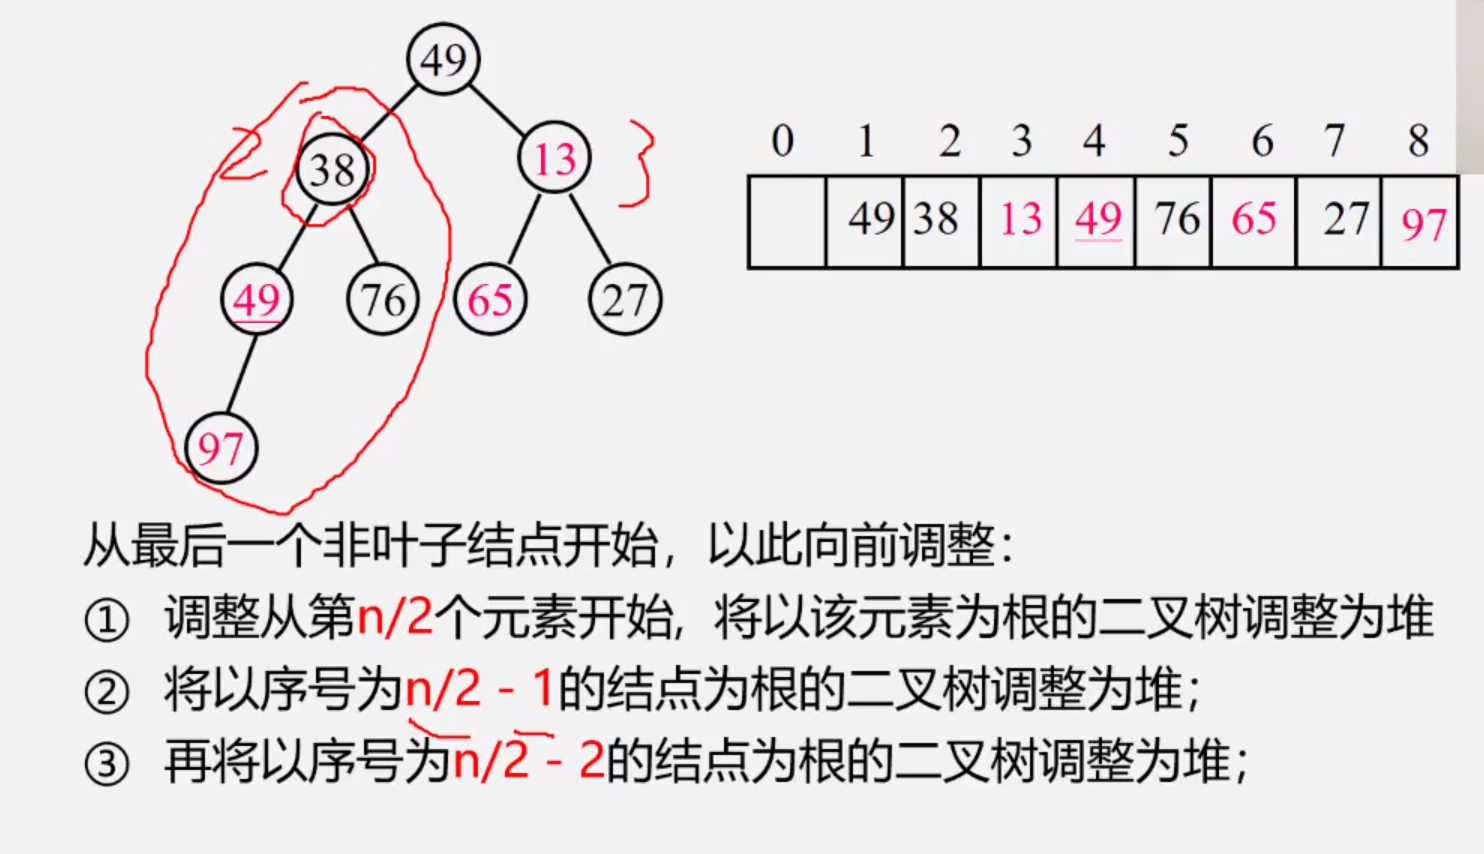 49
38 13
49 76 65 27
97
2
3
0 1 2 3 4 5 6 7 8
49 38 13 49 76 65 27 97
从最后一个非叶子结点开始，以此向前调整：
① 调整从第n/2个元素开始，将以该元素为根的二叉树调整为堆
② 将以序号为n/2 - 1的结点为根的二叉树调整为堆；
③ 再将以序号为n/2 - 2的结点为根的二叉树调整为堆；